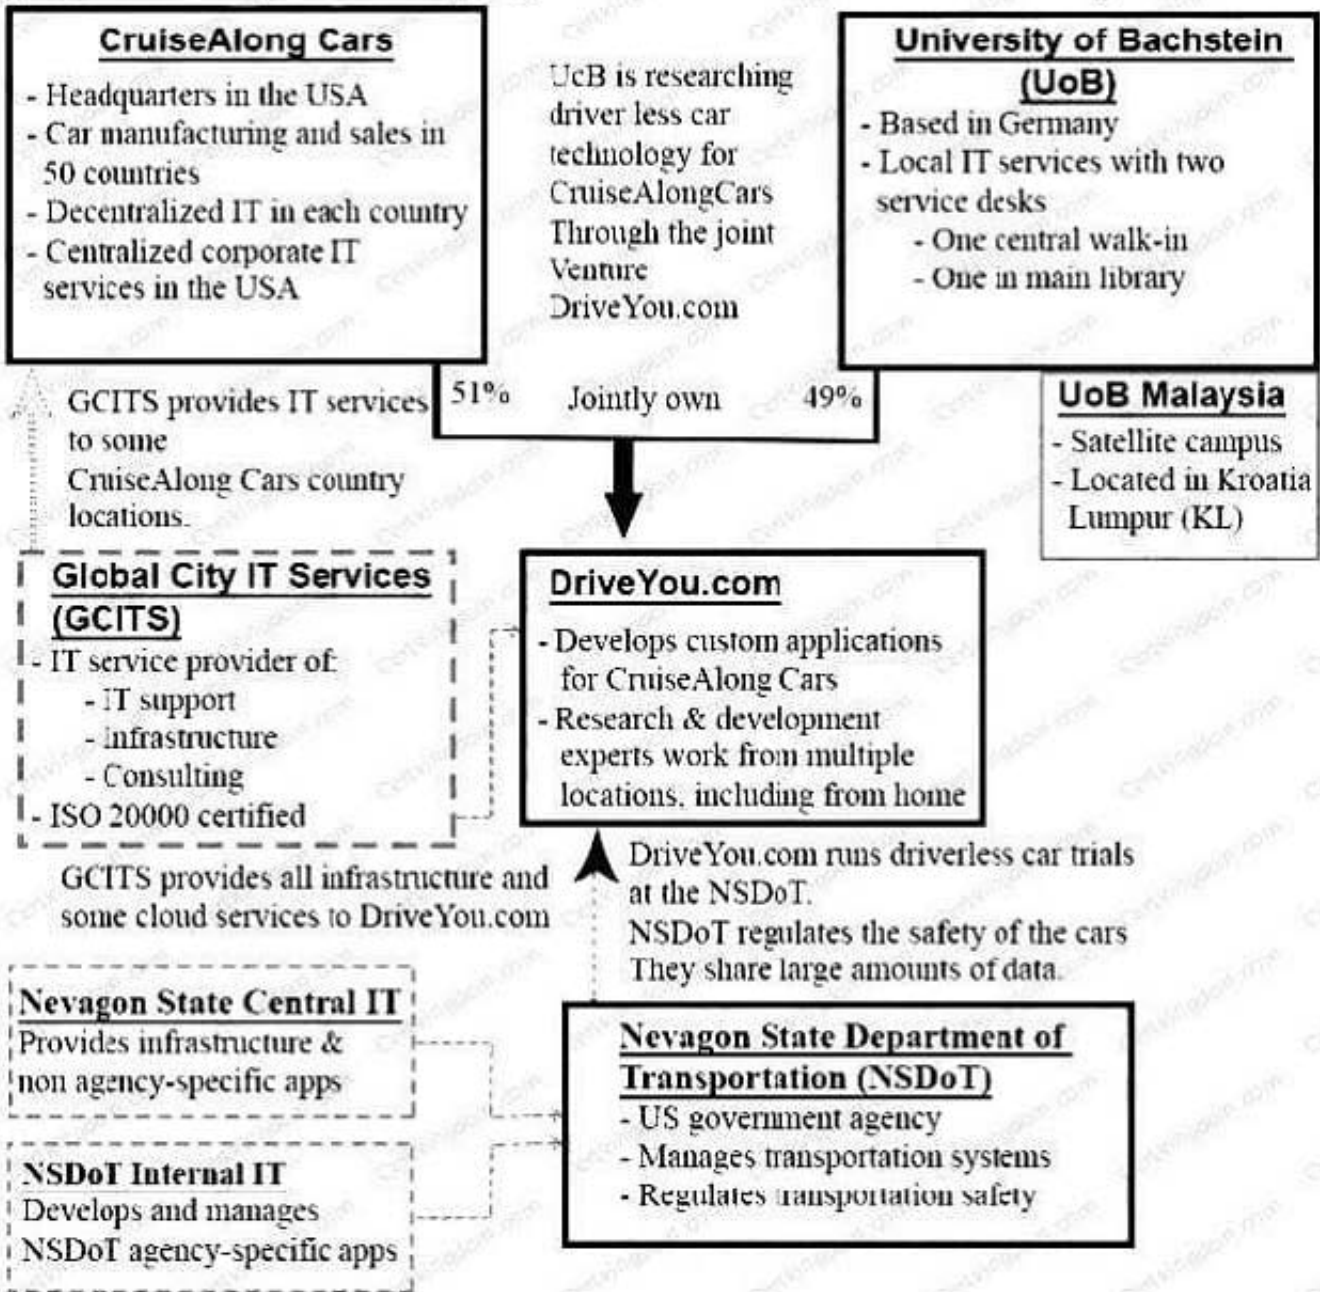 CruiseAlong Cars
- Headquarters in the USA
- Car manufacturing and sales in
50 countries
- Decentralized IT in each country
- Centralized corporate IT
services in the USA
UcB is researching
driver less car
technology for
CruiseAlongCars
Through the joint
Venture
DriveYou.com
University of Bachstein
(UoB)
- Based in Germany
- Local IT services with two
service desks
- One central walk-in
- One in main library
51% Jointly own 49%
UoB Malaysia
- Satellite campus
- Located in Kroatia
Lumpur (KL)
GCITS provides IT services
to some
CruiseAlong Cars country
locations.
Global City IT Services
(GCITS)
- IT service provider of:
- IT support
- Infrastructure
- Consulting
- ISO 20000 certified
DriveYou.com
- Develops custom applications
for CruiseAlong Cars
- Research & development
experts work from multiple
locations, including from home
GCITS provides all infrastructure and
some cloud services to DriveYou.com
DriveYou.com runs driverless car trials
at the NSDoT.
NSDoT regulates the safety of the cars
They share large amounts of data.
Nevagon State Central IT
Provides infrastructure &
non agency-specific apps
NSDoT Internal IT
Develops and manages
NSDoT agency-specific apps
Nevagon State Department of
Transportation (NSDoT)
- US government agency
- Manages transportation systems
- Regulates transportation safety